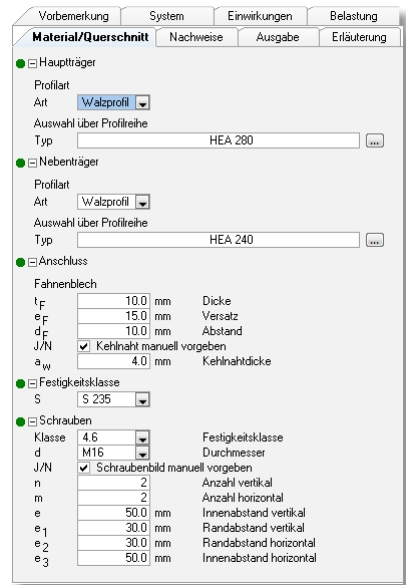 Vorbemerkung System Einwirkungen Belastung
Material/Querschnitt Nachweise Ausgabe Erläuterung
Hauptträger
Profilart
Art Walzprofil
Auswahl über Profilreihe
Typ HEA 280 ...
Nebenträger
Profilart
Art Walzprofil
Auswahl über Profilreihe
Typ HEA 240 ...
Anschluss
Fahnenblech
tF 10.0 mm Dicke
eF 15.0 mm Versatz
dF 10.0 mm Abstand
J/N Kehlnaht manuell vorgeben
aw 4.0 mm Kehlnahtdicke
Festigkeitsklasse
S S 235
Schrauben
Klasse 4.6 Festigkeitsklasse
d M16 Durchmesser
J/N Schraubenbild manuell vorgeben
n 2 Anzahl vertikal
m 2 Anzahl horizontal
e 50.0 mm Innenabstand vertikal
e1 30.0 mm Randabstand vertikal
e2 30.0 mm Randabstand horizontal
e3 50.0 mm Innenabstand horizontal